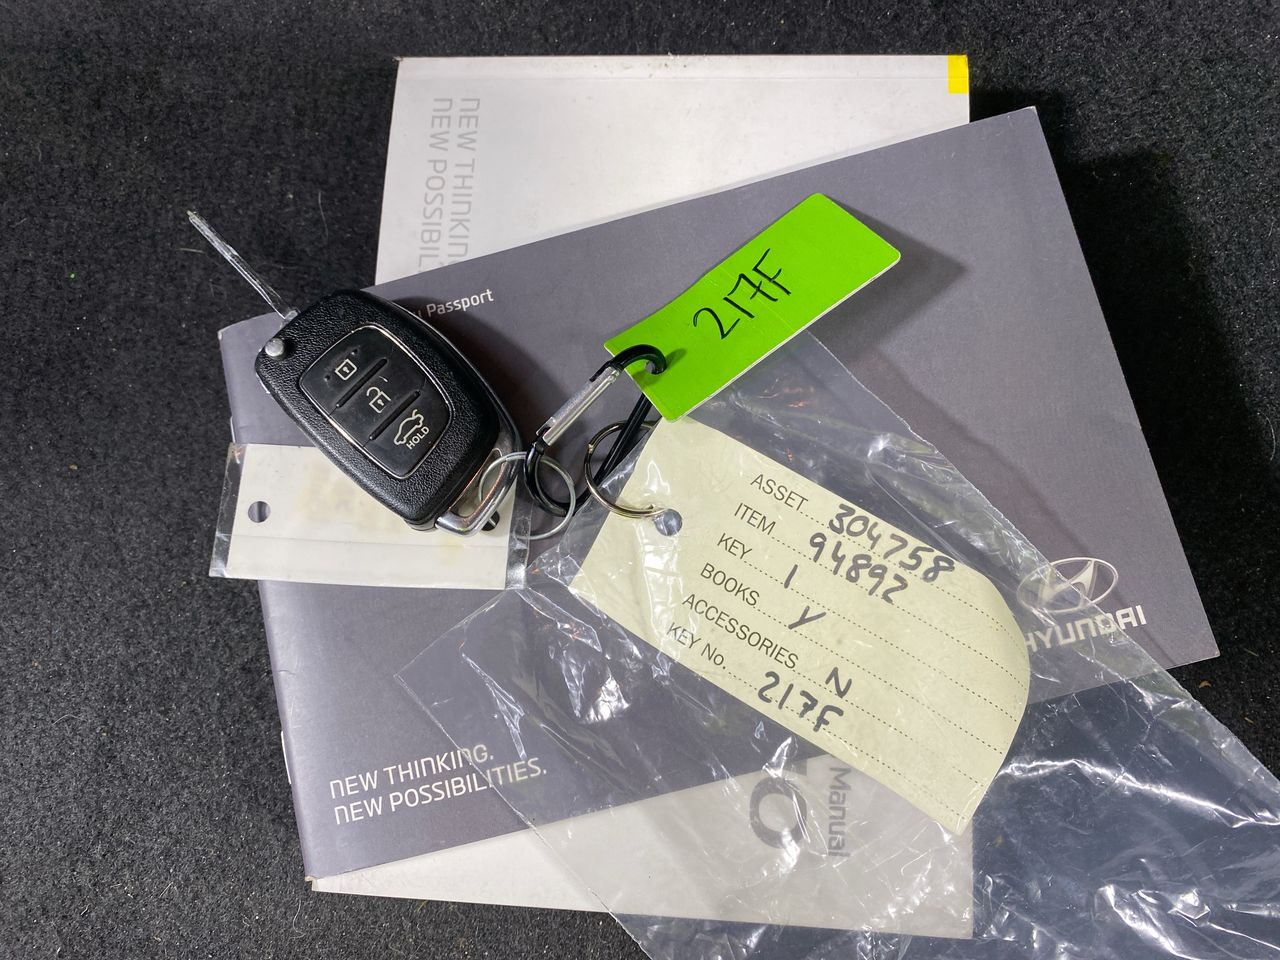 NEW THINKIN
NEW POSSIBIL
Passport
217F
HOLD
ASSET 304758
ITEM 94892
KEY 1
BOOKS Y
ACCESSORIES N
KEY No. 217F
HYUNDAI
NEW THINKING.
NEW POSSIBILITIES.
Manual